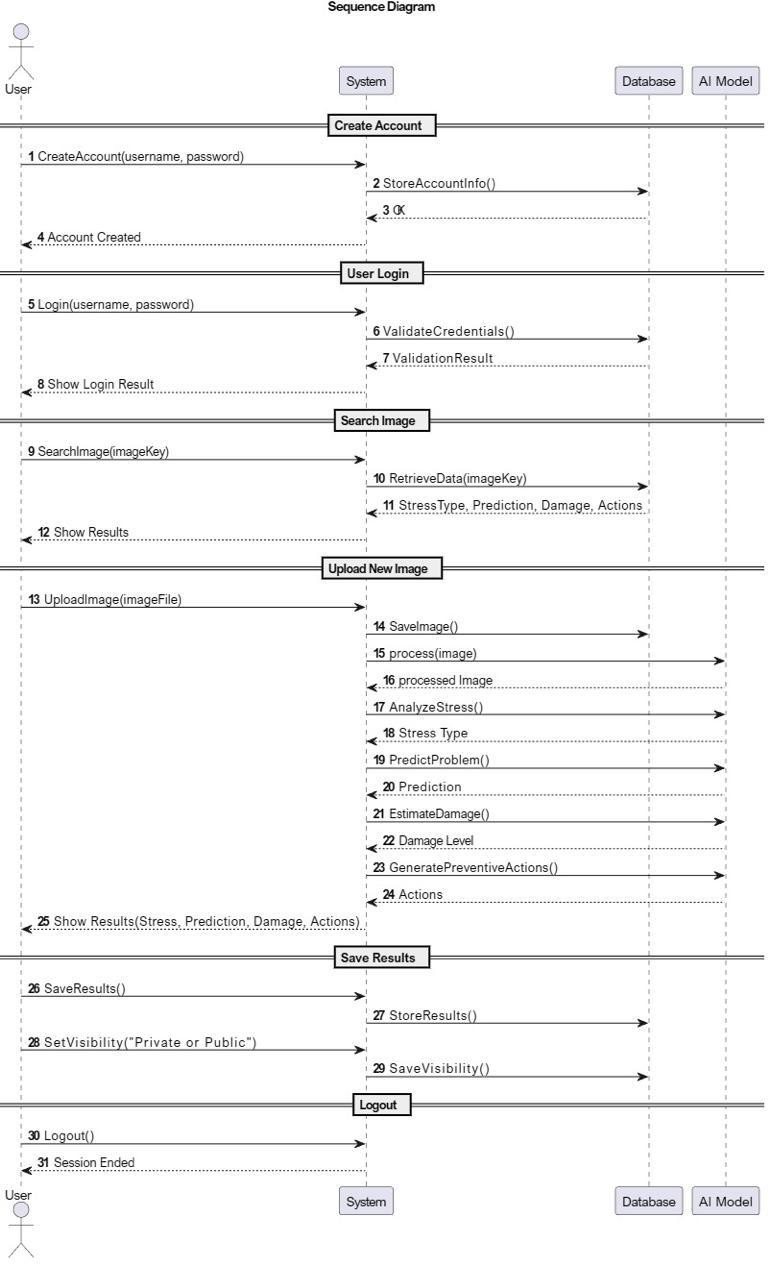 Sequence Diagram
User
System
Database
AI Model
Create Account
1 CreateAccount(username, password)
2 StoreAccountInfo()
3 OK
4 Account Created
User Login
5 Login(username, password)
6 ValidateCredentials()
7 ValidationResult
8 Show Login Result
Search Image
9 SearchImage(imageKey)
10 RetrieveData(imageKey)
11 StressType, Prediction, Damage, Actions
12 Show Results
Upload New Image
13 UploadImage(imageFile)
14 SaveImage()
15 process(image)
16 processed Image
17 AnalyzeStress()
18 Stress Type
19 PredictProblem()
20 Prediction
21 EstimateDamage()
22 Damage Level
23 GeneratePreventiveActions()
24 Actions
25 Show Results(Stress, Prediction, Damage, Actions)
Save Results
26 SaveResults()
27 StoreResults()
28 SetVisibility("Private or Public")
29 SaveVisibility()
Logout
30 Logout()
31 Session Ended
User
System
Database
AI Model